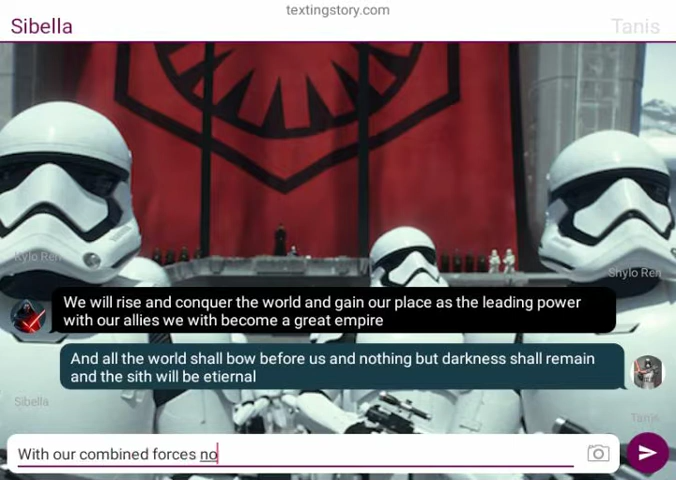 textingstory.com
Sibella
Tanis
Kylo Ren
Shylo Ren
We will rise and conquer the world and gain our place as the leading power
with our allies we with become a great empire
And all the world shall bow before us and nothing but darkness shall remain
and the sith will be etiernal
Sibella
Tanis
With our combined forces no